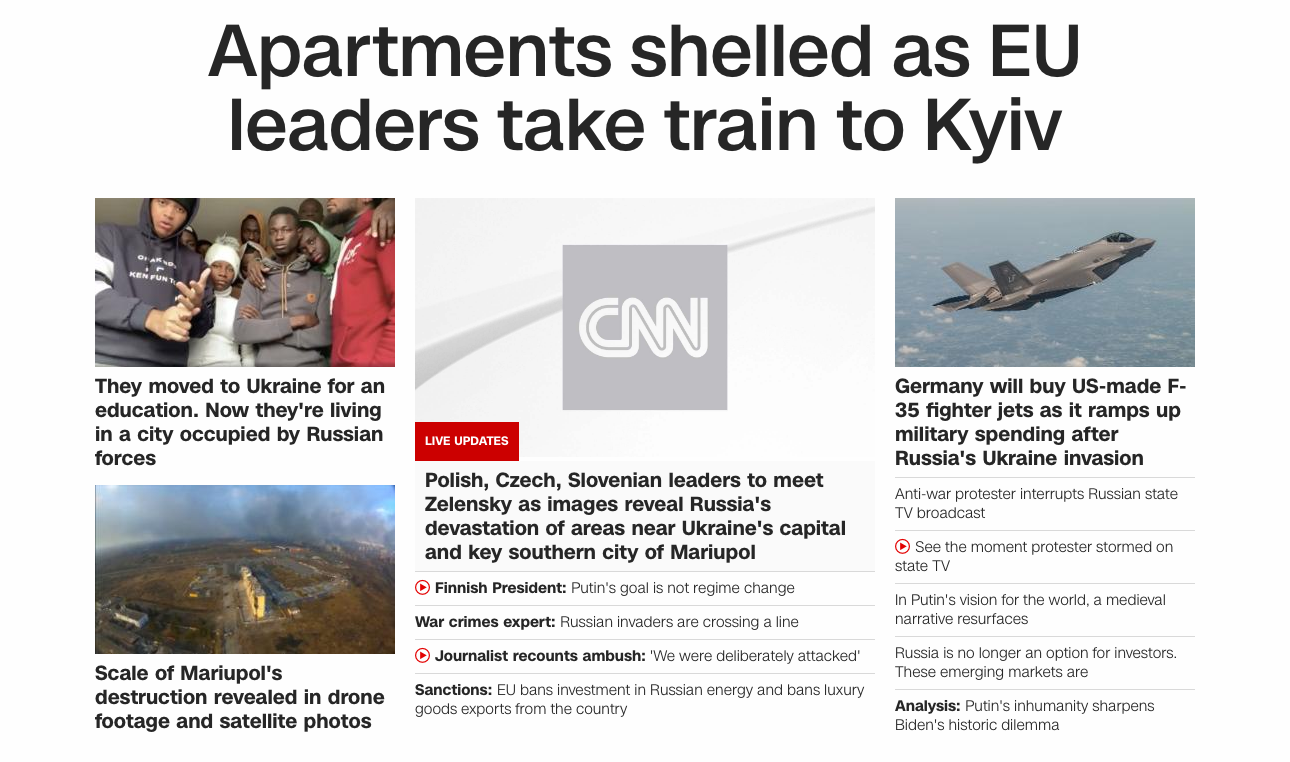 Apartments shelled as EU
leaders take train to Kyiv
They moved to Ukraine for an
education. Now they're living
in a city occupied by Russian
forces
Scale of Mariupol's
destruction revealed in drone
footage and satellite photos
CNN
LIVE UPDATES
Polish, Czech, Slovenian leaders to meet
Zelensky as images reveal Russia's
devastation of areas near Ukraine's capital
and key southern city of Mariupol
Finnish President: Putin's goal is not regime change
War crimes expert: Russian invaders are crossing a line
Journalist recounts ambush: 'We were deliberately attacked'
Sanctions: EU bans investment in Russian energy and bans luxury
goods exports from the country
Germany will buy US-made F-
35 fighter jets as it ramps up
military spending after
Russia's Ukraine invasion
Anti-war protester interrupts Russian state
TV broadcast
See the moment protester stormed on
state TV
In Putin's vision for the world, a medieval
narrative resurfaces
Russia is no longer an option for investors.
These emerging markets are
Analysis: Putin's inhumanity sharpens
Biden's historic dilemma